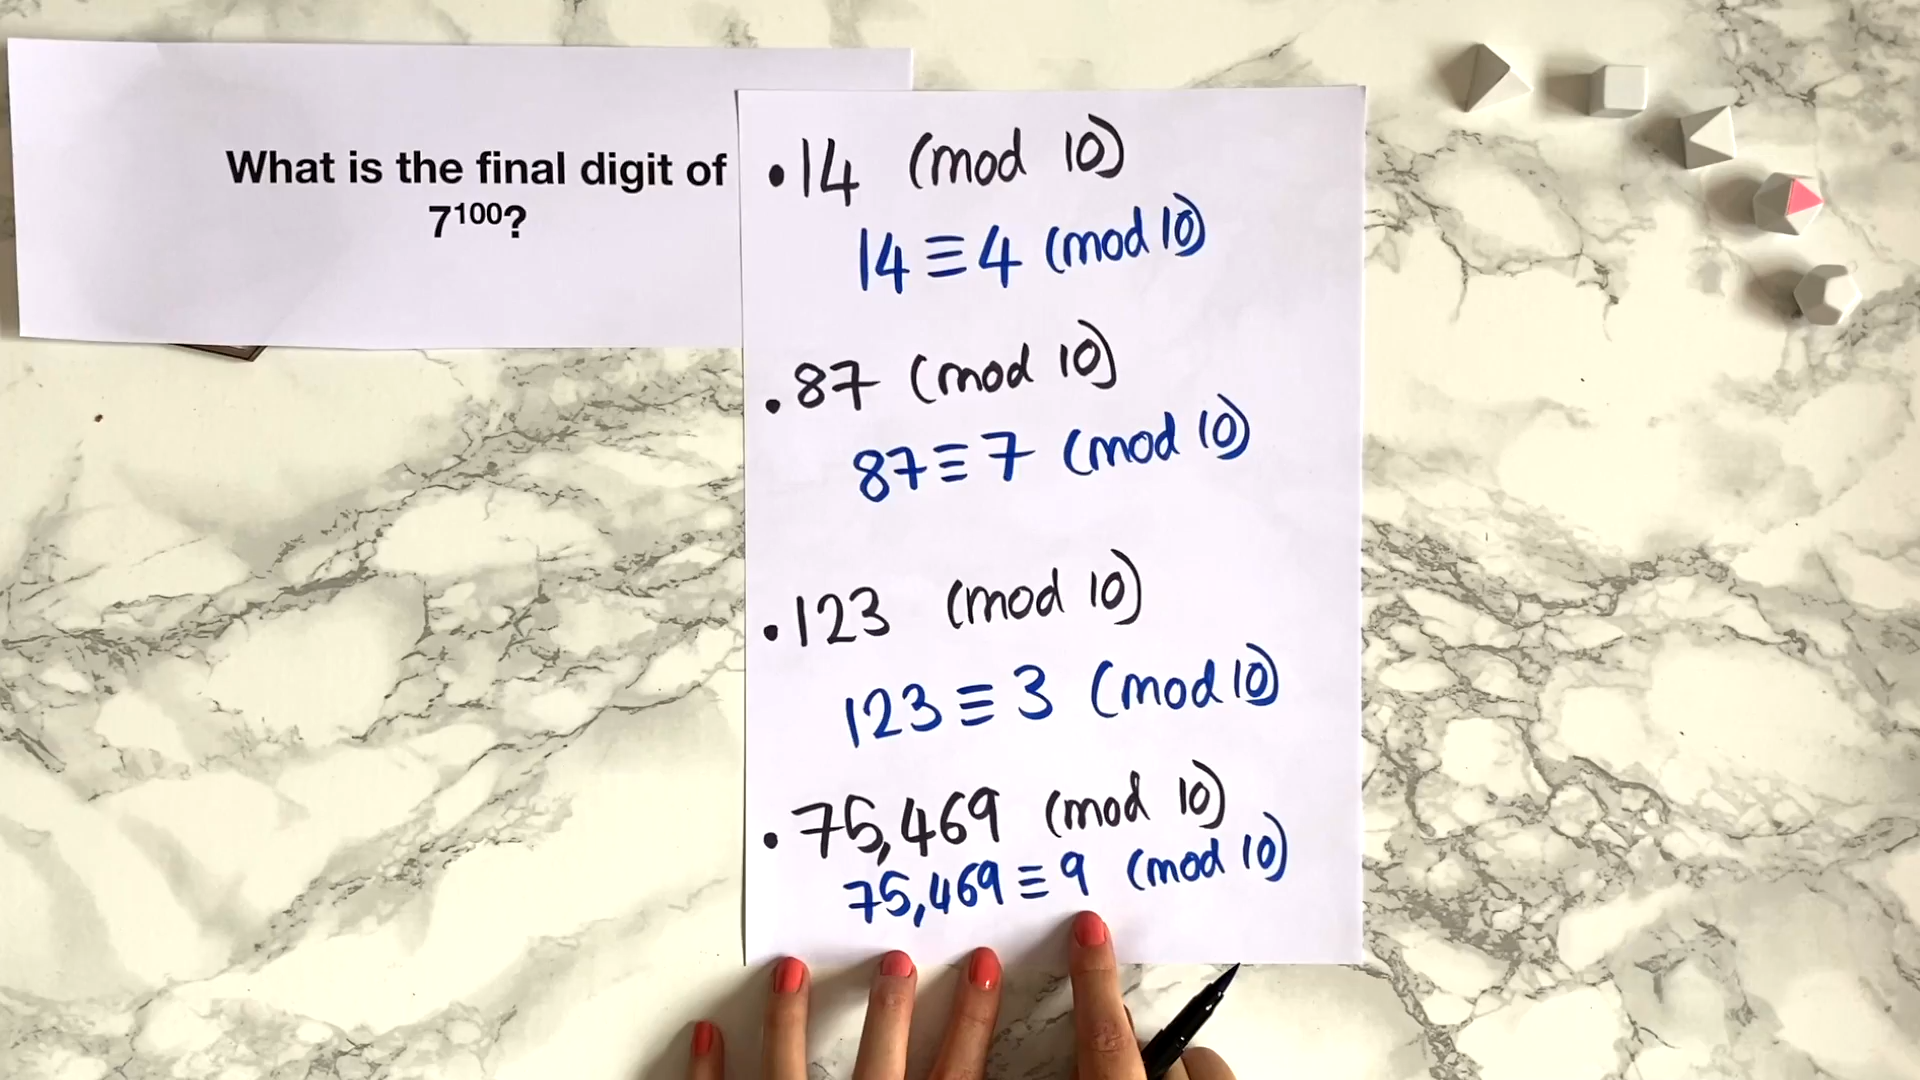 What is the final digit of
7¹⁰⁰?
• 14 (mod 10)
14 ≡ 4 (mod 10)
• 87 (mod 10)
87 ≡ 7 (mod 10)
• 123 (mod 10)
123 ≡ 3 (mod 10)
• 75,469 (mod 10)
75,469 ≡ 9 (mod 10)